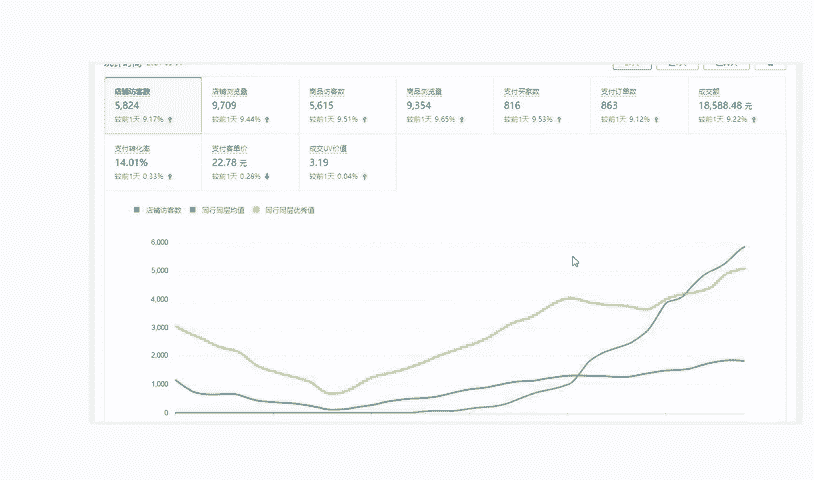 店铺访客数 店铺浏览量 商品访客数 商品浏览量 支付买家数 支付订单数 成交额
5,824 9,709 5,615 9,354 816 863 18,588.48 元
较前1天 9.17% 较前1天 9.44% 较前1天 9.51% 较前1天 9.65% 较前1天 9.53% 较前1天 9.12% 较前1天 9.22%
支付转化率 支付客单价 成交UV价值
14.01% 22.78 元 3.19
较前1天 0.33% 较前1天 0.28% 较前1天 0.04%
店铺访客数 同行同层均值 同行同层优秀值
6,000
5,000
4,000
3,000
2,000
1,000
0